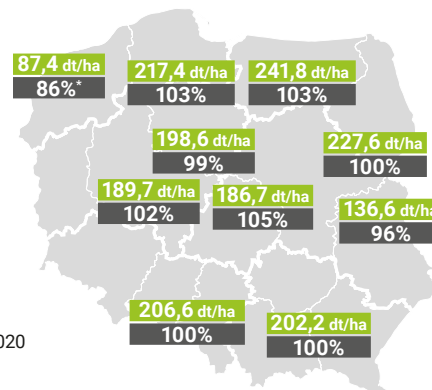 87,4 dt/ha
86%*
217,4 dt/ha
103%
241,8 dt/ha
103%
198,6 dt/ha
99%
227,6 dt/ha
100%
189,7 dt/ha
102%
186,7 dt/ha
105%
136,6 dt/ha
96%
206,6 dt/ha
100%
202,2 dt/ha
100%
020